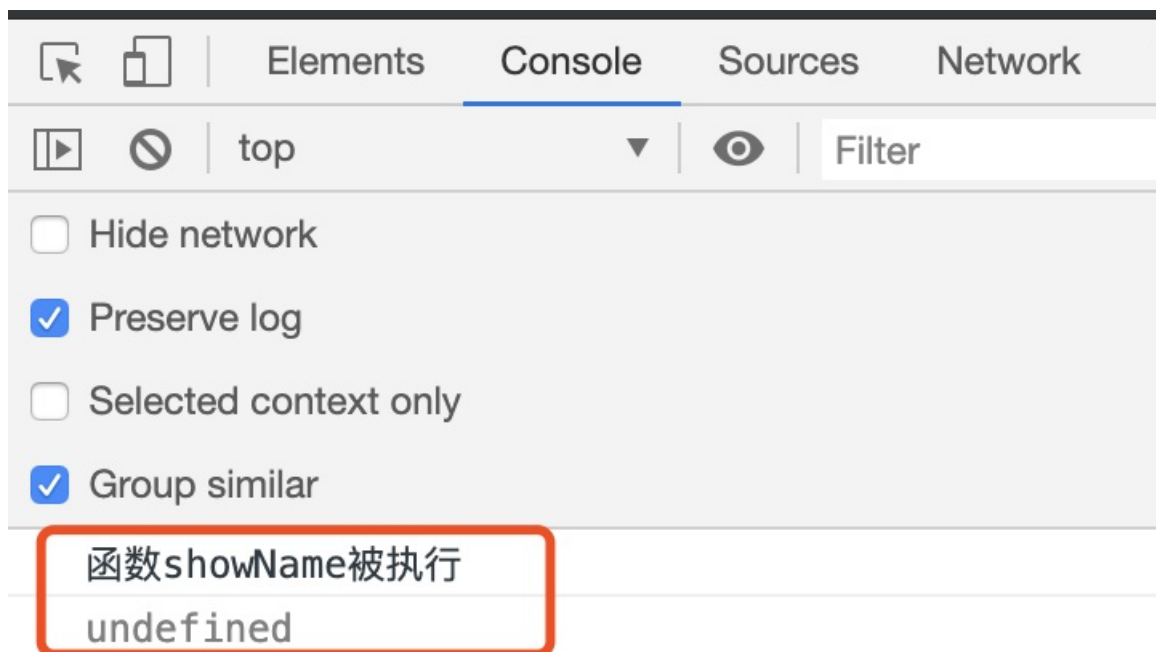 Elements Console Sources Network
top Filter
Hide network
Preserve log
Selected context only
Group similar
函数showName被执行
undefined